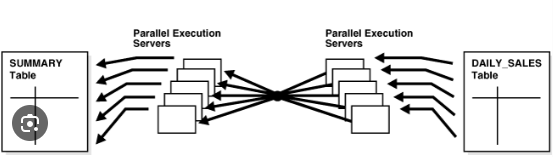 Parallel Execution
Servers
Parallel Execution
Servers
SUMMARY
Table
DAILY_SALES
Table